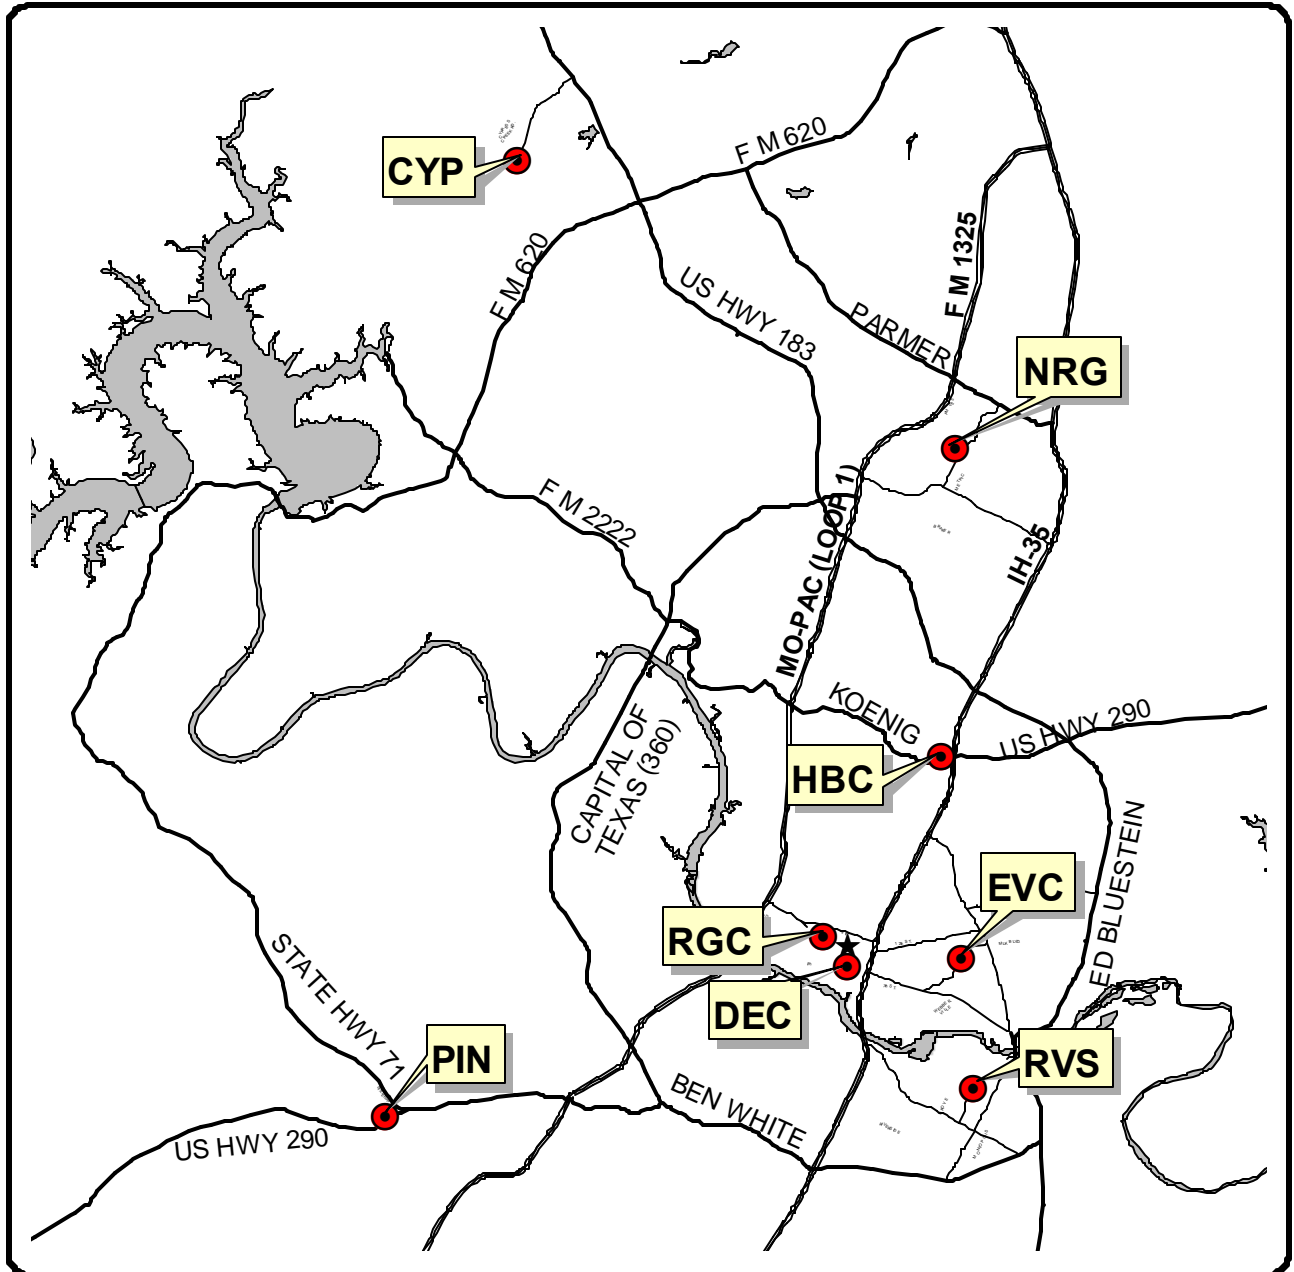 CYP
F M 620
F M 620
F M 1325
US HWY 183
PARMER
NRG
F M 2222
MO-PAC (LOOP 1)
IH-35
KOENIG
US HWY 290
CAPITAL OF
TEXAS (360)
HBC
ED BLUESTEIN
EVC
RGC
DEC
STATE HWY 71
PIN
RVS
BEN WHITE
US HWY 290